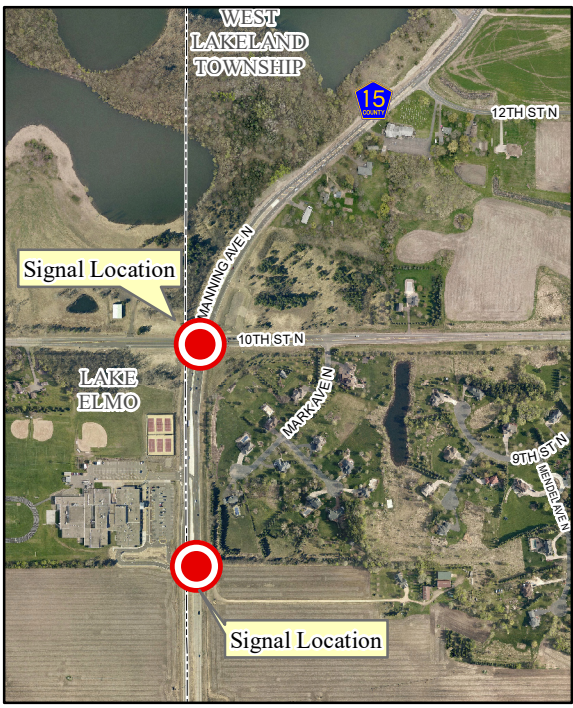 WEST
LAKELAND
TOWNSHIP
15
COUNTY
12TH ST N
MANNING AVE N
Signal Location
10TH ST N
LAKE
ELMO
MARK AVE N
9TH ST N
MENDEL AVE N
Signal Location